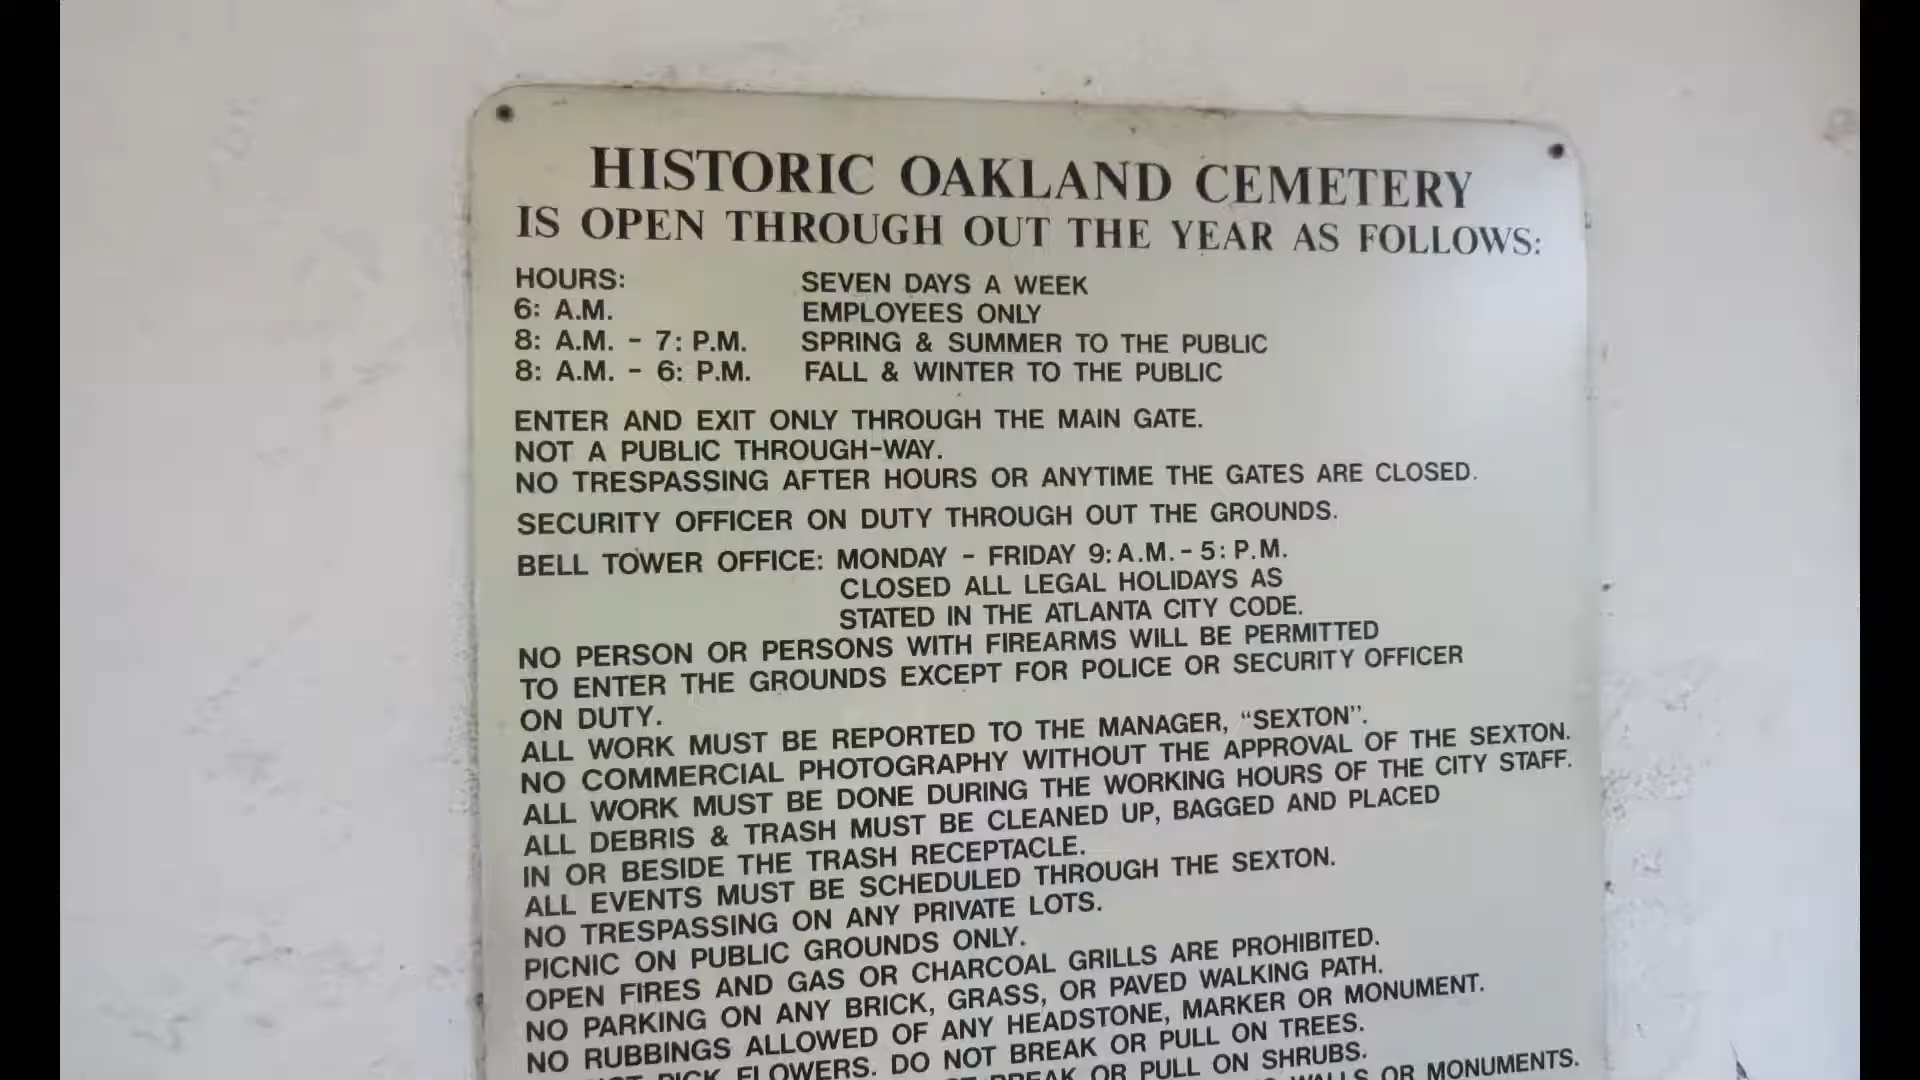 HISTORIC OAKLAND CEMETERY
IS OPEN THROUGH OUT THE YEAR AS FOLLOWS:
HOURS: SEVEN DAYS A WEEK
6: A.M. EMPLOYEES ONLY
8: A.M. - 7: P.M. SPRING & SUMMER TO THE PUBLIC
8: A.M. - 6: P.M. FALL & WINTER TO THE PUBLIC
ENTER AND EXIT ONLY THROUGH THE MAIN GATE.
NOT A PUBLIC THROUGH-WAY.
NO TRESPASSING AFTER HOURS OR ANYTIME THE GATES ARE CLOSED.
SECURITY OFFICER ON DUTY THROUGH OUT THE GROUNDS.
BELL TOWER OFFICE: MONDAY - FRIDAY 9: A.M. - 5: P.M.
CLOSED ALL LEGAL HOLIDAYS AS
STATED IN THE ATLANTA CITY CODE.
NO PERSON OR PERSONS WITH FIREARMS WILL BE PERMITTED
TO ENTER THE GROUNDS EXCEPT FOR POLICE OR SECURITY OFFICER
ON DUTY.
ALL WORK MUST BE REPORTED TO THE MANAGER, "SEXTON".
NO COMMERCIAL PHOTOGRAPHY WITHOUT THE APPROVAL OF THE SEXTON.
ALL WORK MUST BE DONE DURING THE WORKING HOURS OF THE CITY STAFF.
ALL DEBRIS & TRASH MUST BE CLEANED UP, BAGGED AND PLACED
IN OR BESIDE THE TRASH RECEPTACLE.
ALL EVENTS MUST BE SCHEDULED THROUGH THE SEXTON.
NO TRESPASSING ON ANY PRIVATE LOTS.
PICNIC ON PUBLIC GROUNDS ONLY.
OPEN FIRES AND GAS OR CHARCOAL GRILLS ARE PROHIBITED.
NO PARKING ON ANY BRICK, GRASS, OR PAVED WALKING PATH.
NO RUBBINGS ALLOWED OF ANY HEADSTONE, MARKER OR MONUMENT.
PICK FLOWERS. DO NOT BREAK OR PULL ON TREES.
BREAK OR PULL ON SHRUBS.
WALLS OR MONUMENTS.